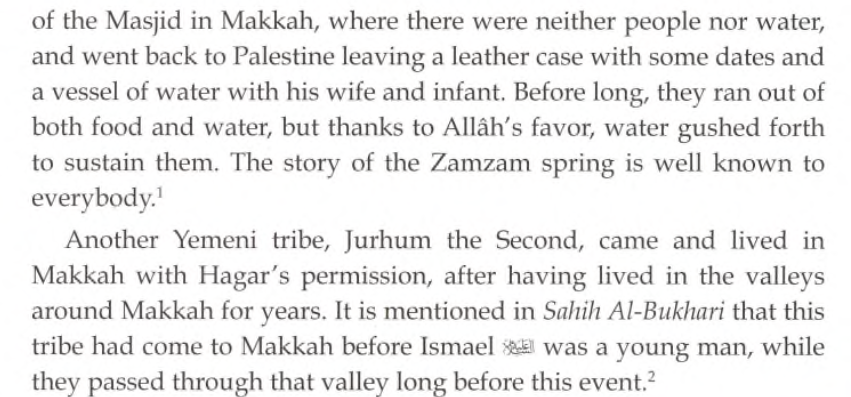 of the Masjid in Makkah, where there were neither people nor water,
and went back to Palestine leaving a leather case with some dates and
a vessel of water with his wife and infant. Before long, they ran out of
both food and water, but thanks to Allâh's favor, water gushed forth
to sustain them. The story of the Zamzam spring is well known to
everybody.¹
Another Yemeni tribe, Jurhum the Second, came and lived in
Makkah with Hagar's permission, after having lived in the valleys
around Makkah for years. It is mentioned in Sahih Al-Bukhari that this
tribe had come to Makkah before Ismael was a young man, while
they passed through that valley long before this event.²